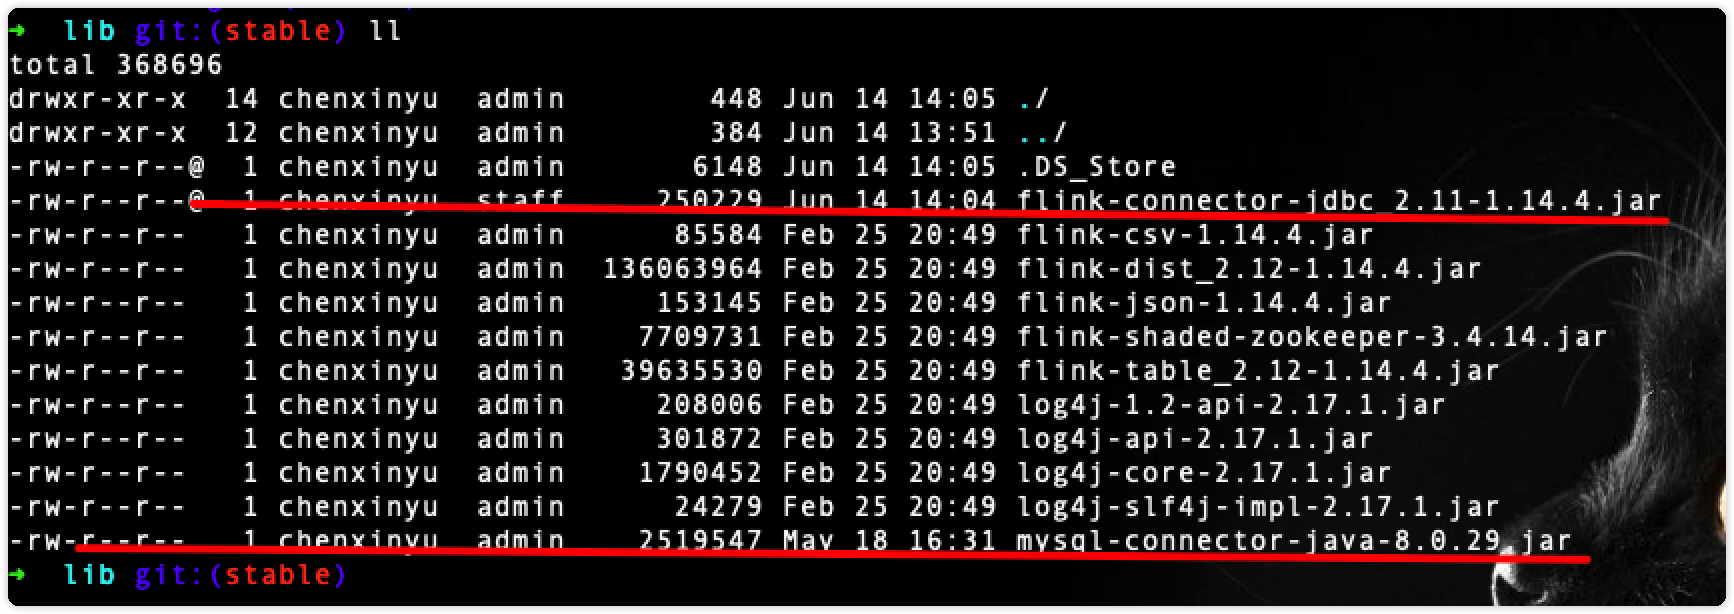 ➜  lib git:(stable) ll
total 368696
drwxr-xr-x  14 chenxinyu  admin        448 Jun 14 14:05 ./
drwxr-xr-x  12 chenxinyu  admin        384 Jun 14 13:51 ../
-rw-r--r--@  1 chenxinyu  admin       6148 Jun 14 14:05 .DS_Store
-rw-r--r--@  1 chenxinyu  staff     250229 Jun 14 14:04 flink-connector-jdbc_2.11-1.14.4.jar
-rw-r--r--   1 chenxinyu  admin      85584 Feb 25 20:49 flink-csv-1.14.4.jar
-rw-r--r--   1 chenxinyu  admin  136063964 Feb 25 20:49 flink-dist_2.12-1.14.4.jar
-rw-r--r--   1 chenxinyu  admin     153145 Feb 25 20:49 flink-json-1.14.4.jar
-rw-r--r--   1 chenxinyu  admin    7709731 Feb 25 20:49 flink-shaded-zookeeper-3.4.14.jar
-rw-r--r--   1 chenxinyu  admin   39635530 Feb 25 20:49 flink-table_2.12-1.14.4.jar
-rw-r--r--   1 chenxinyu  admin     208006 Feb 25 20:49 log4j-1.2-api-2.17.1.jar
-rw-r--r--   1 chenxinyu  admin     301872 Feb 25 20:49 log4j-api-2.17.1.jar
-rw-r--r--   1 chenxinyu  admin    1790452 Feb 25 20:49 log4j-core-2.17.1.jar
-rw-r--r--   1 chenxinyu  admin      24279 Feb 25 20:49 log4j-slf4j-impl-2.17.1.jar
-rw-r--r--   1 chenxinyu  admin    2519547 May 18 16:31 mysql-connector-java-8.0.29.jar
➜  lib git:(stable)